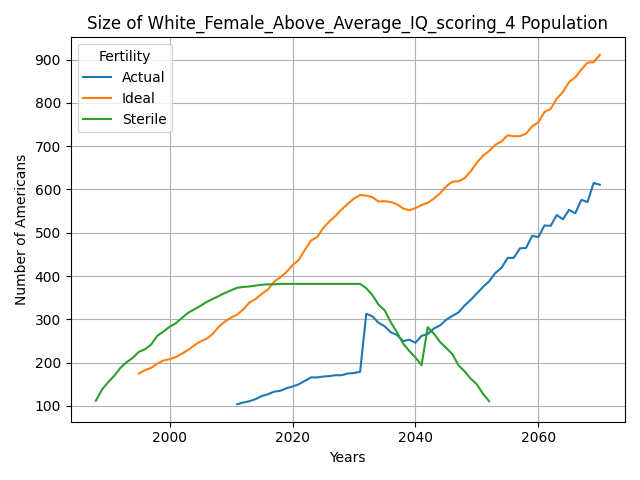 Size of White_Female_Above_Average_IQ_scoring_4 Population
Fertility
Actual
Ideal
Sterile
900
800
700
600
500
400
300
200
100
Number of Americans
2000
2020
2040
2060
Years